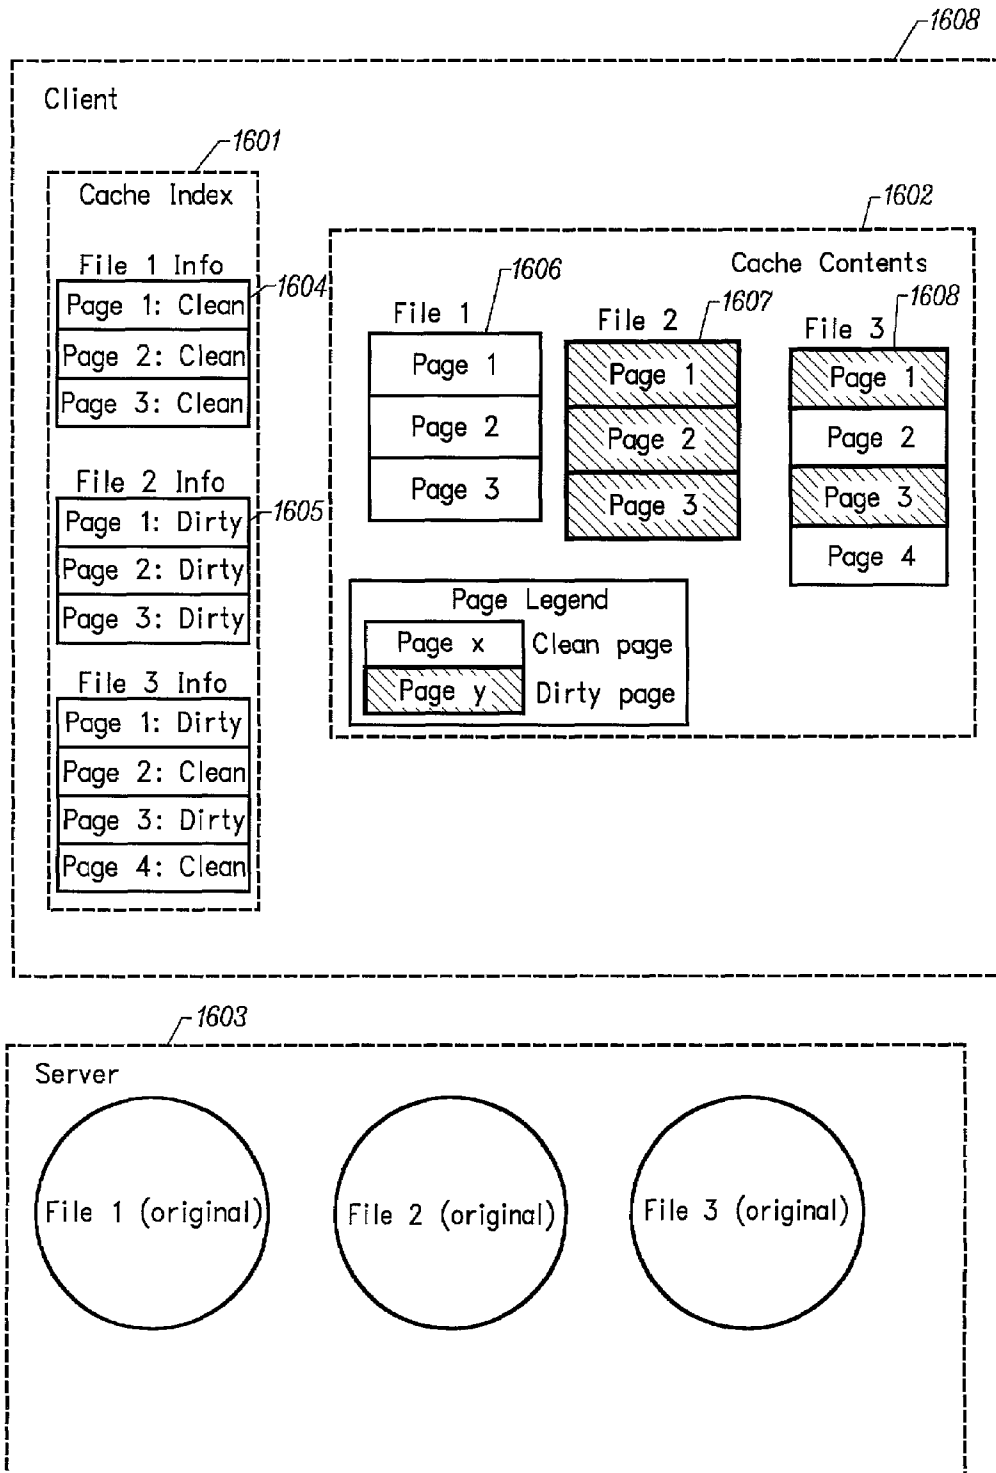 1608
Client
1601
Cache Index
File 1 Info
Page 1: Clean
1604
Page 2: Clean
Page 3: Clean
File 2 Info
Page 1: Dirty
1605
Page 2: Dirty
Page 3: Dirty
File 3 Info
Page 1: Dirty
Page 2: Clean
Page 3: Dirty
Page 4: Clean
1602
Cache Contents
File 1
1606
Page 1
Page 2
Page 3
File 2
1607
Page 1
Page 2
Page 3
File 3
1608
Page 1
Page 2
Page 3
Page 4
Page Legend
Page x Clean page
Page y Dirty page
1603
Server
File 1 (original)
File 2 (original)
File 3 (original)